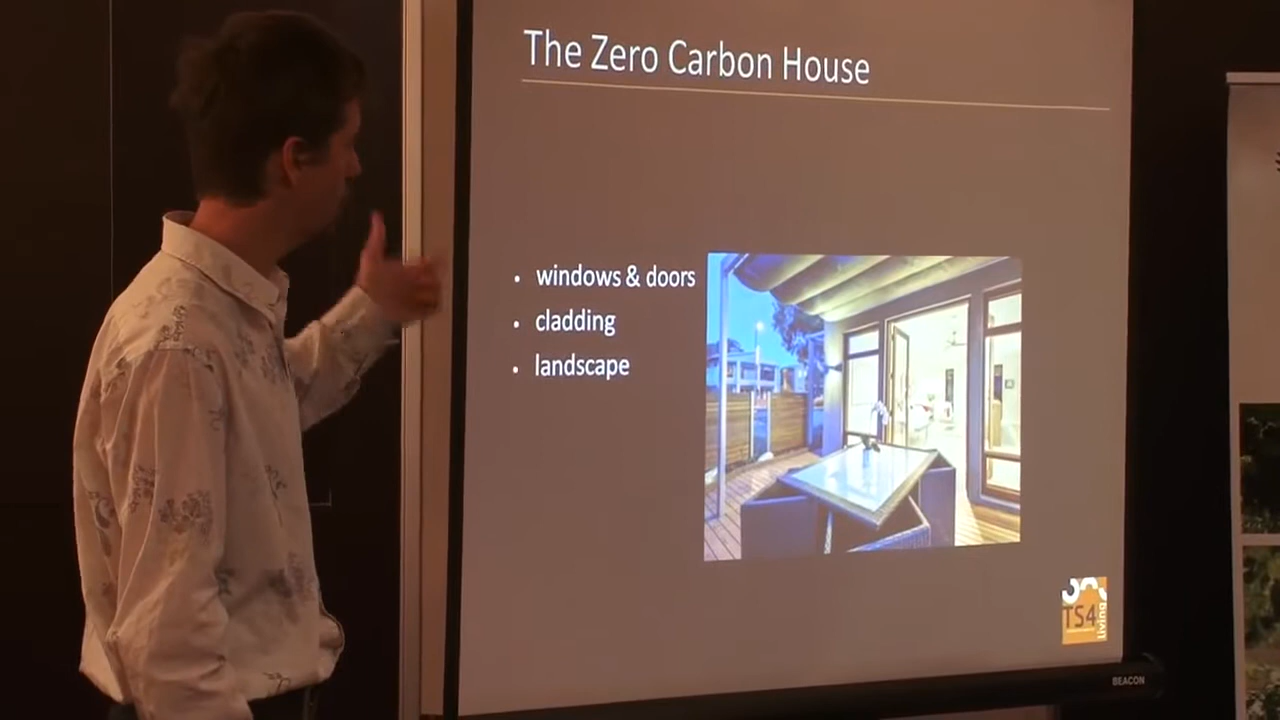 The Zero Carbon House
• windows & doors
• cladding
• landscape
TS4
living
BEACON